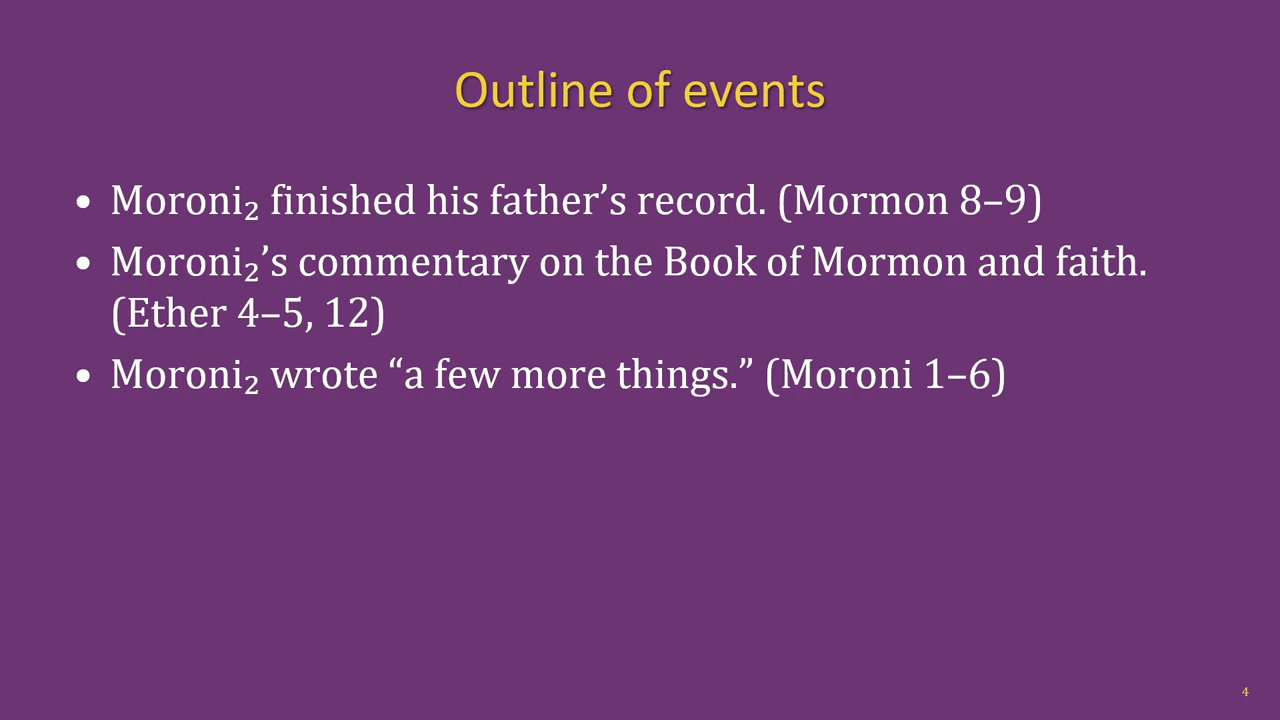 Outline of events
• Moroni₂ finished his father’s record. (Mormon 8–9)
• Moroni₂’s commentary on the Book of Mormon and faith.
(Ether 4–5, 12)
• Moroni₂ wrote “a few more things.” (Moroni 1–6)
4